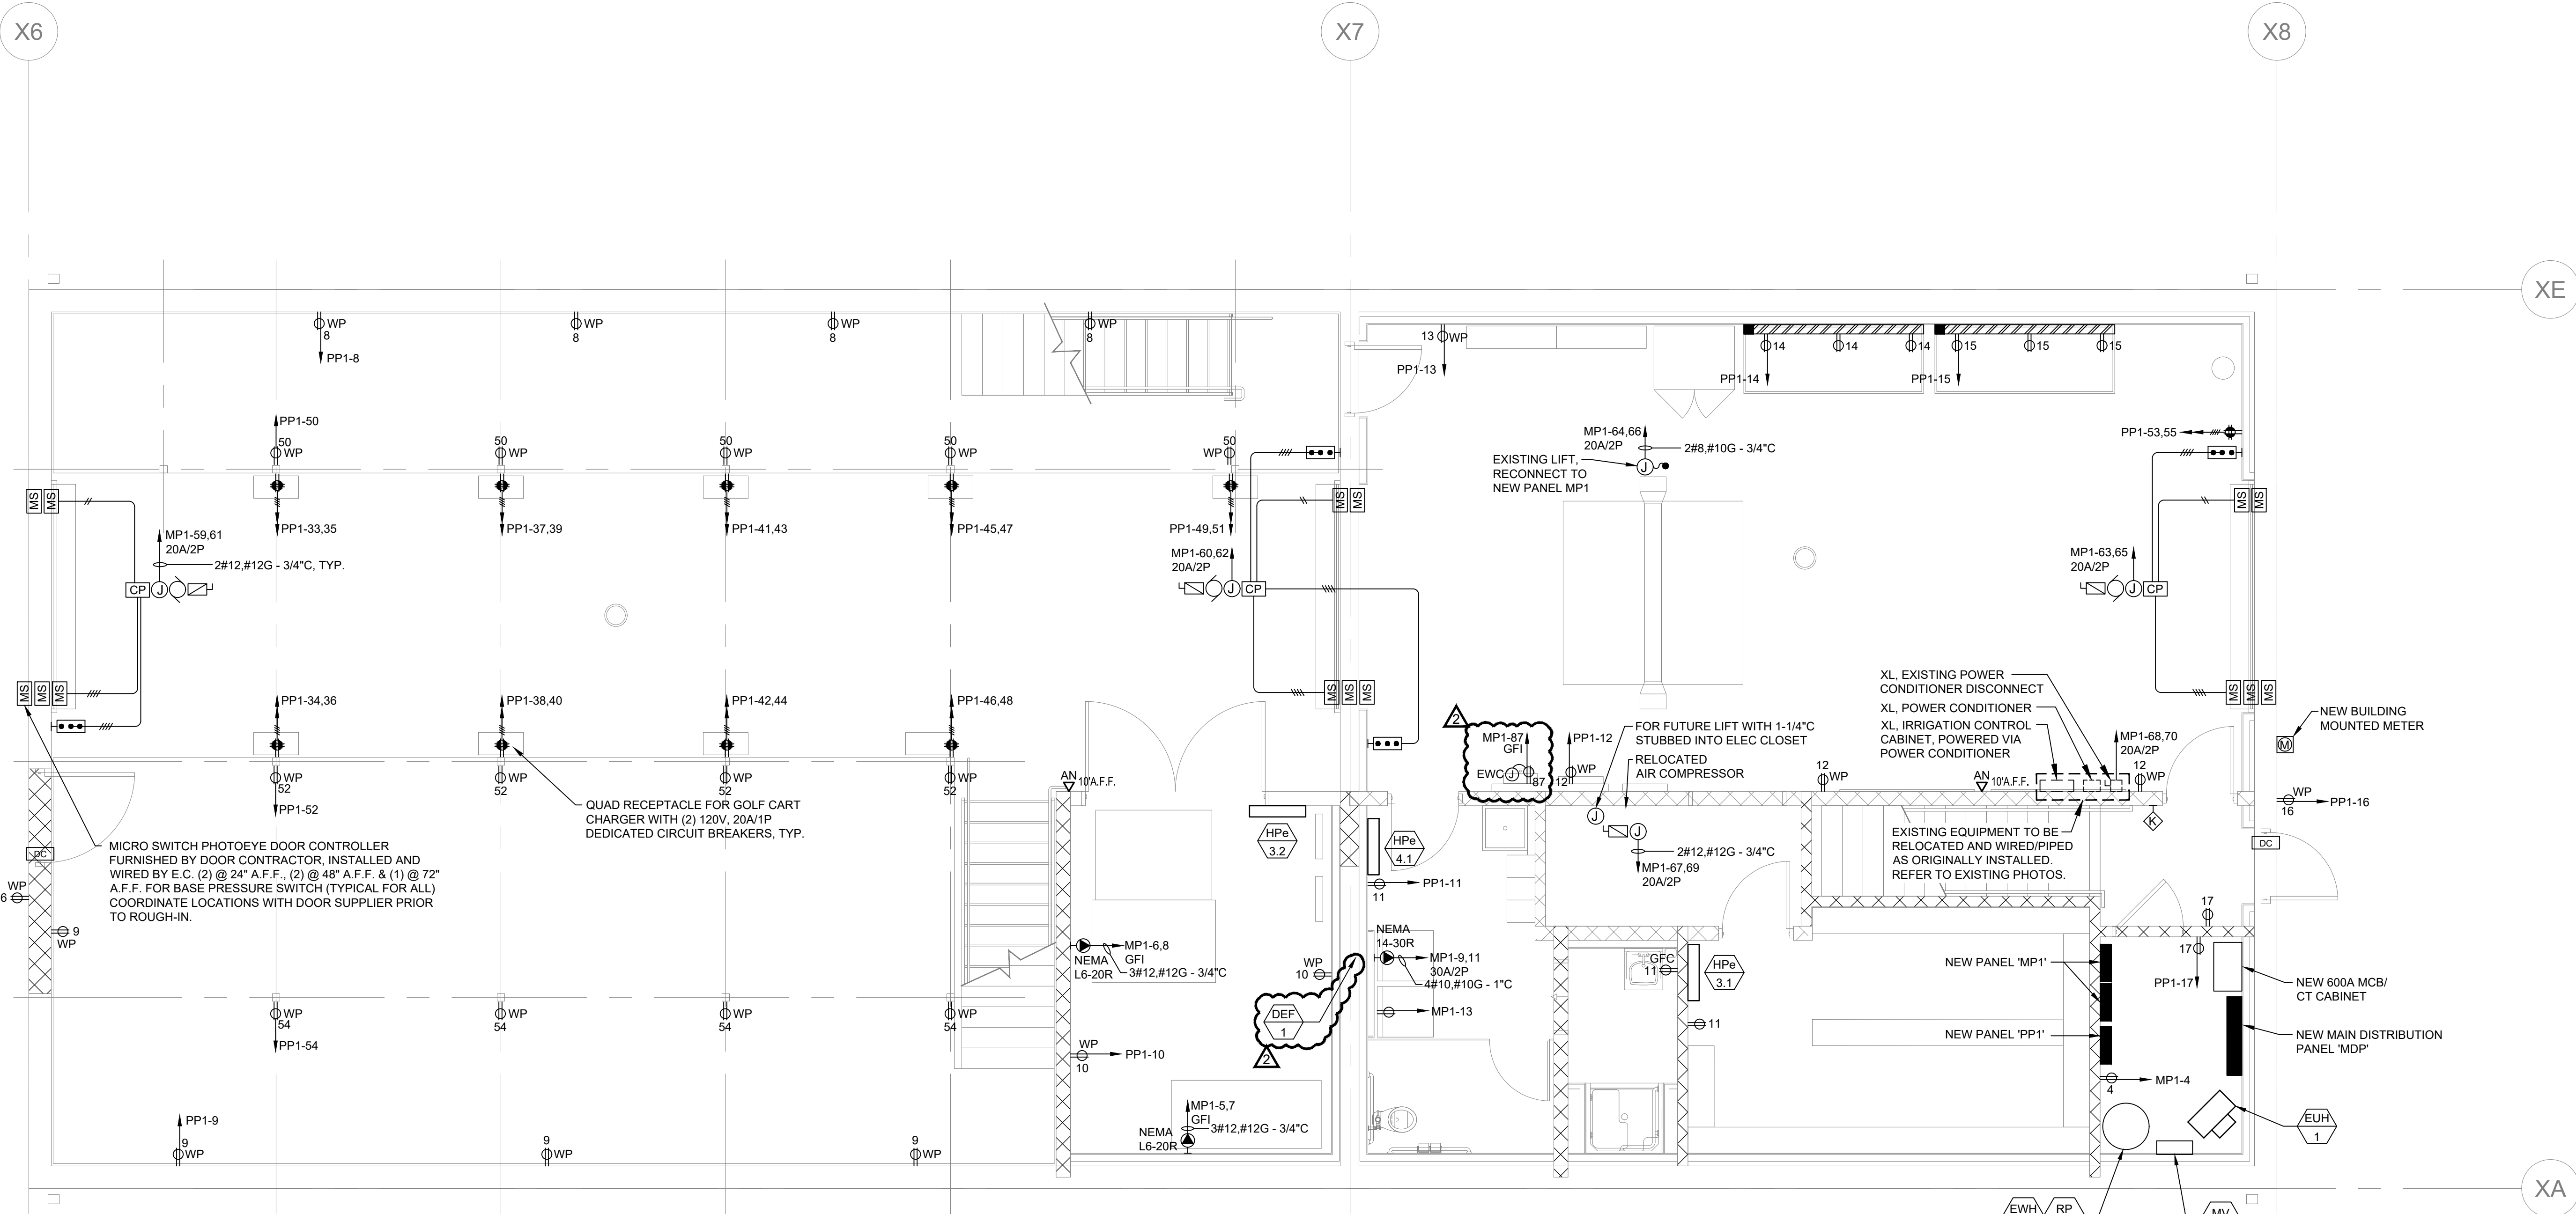 X6
X7
X8
XE
WP
8
PP1-8
WP
8
WP
8
WP
8
13
WP
PP1-13
14
14
14
PP1-14
15
15
15
PP1-15
PP1-50
50
WP
50
WP
50
WP
50
WP
PP1-53,55
MP1-64,66
20A/2P
2#8,#10G - 3/4"C
J
EXISTING LIFT,
RECONNECT TO
NEW PANEL MP1
MS
MS
PP1-33,35
PP1-37,39
PP1-41,43
PP1-45,47
PP1-49,51
MS
MS
MS
MS
MP1-59,61
20A/2P
2#12,#12G - 3/4"C, TYP.
CP
J
MP1-60,62
20A/2P
J
CP
MP1-63,65
20A/2P
J
CP
MS
MS
MS
PP1-34,36
PP1-38,40
PP1-42,44
PP1-46,48
MS
MS
MS
MS
MS
MS
XL, EXISTING POWER
CONDITIONER DISCONNECT
XL, POWER CONDITIONER
XL, IRRIGATION CONTROL
CABINET, POWERED VIA
POWER CONDITIONER
MP1-68,70
20A/2P
NEW BUILDING
MOUNTED METER
M
2
MP1-87
GFI
EWC
J
87
PP1-12
WP
12
FOR FUTURE LIFT WITH 1-1/4"C
STUBBED INTO ELEC CLOSET
RELOCATED
AIR COMPRESSOR
WP
52
PP1-52
WP
52
WP
52
WP
52
AN
10'A.F.F.
12
WP
AN
10'A.F.F.
12
WP
WP
16
PP1-16
QUAD RECEPTACLE FOR GOLF CART
CHARGER WITH (2) 120V, 20A/1P
DEDICATED CIRCUIT BREAKERS, TYP.
HPe
3.2
HPe
4.1
J
J
2#12,#12G - 3/4"C
MP1-67,69
20A/2P
K
EXISTING EQUIPMENT TO BE
RELOCATED AND WIRED/PIPED
AS ORIGINALLY INSTALLED.
REFER TO EXISTING PHOTOS.
DC
DC
MICRO SWITCH PHOTOEYE DOOR CONTROLLER
FURNISHED BY DOOR CONTRACTOR, INSTALLED AND
WIRED BY E.C. (2) @ 24" A.F.F., (2) @ 48" A.F.F. & (1) @ 72"
A.F.F. FOR BASE PRESSURE SWITCH (TYPICAL FOR ALL)
COORDINATE LOCATIONS WITH DOOR SUPPLIER PRIOR
TO ROUGH-IN.
WP
6
9
WP
PP1-11
11
17
17
PP1-17
MP1-6,8
GFI
3#12,#12G - 3/4"C
NEMA
L6-20R
WP
10
NEMA
14-30R
MP1-9,11
30A/2P
4#10,#10G - 1"C
MP1-13
GFC
11
HPe
3.1
11
NEW PANEL 'MP1'
NEW PANEL 'PP1'
NEW 600A MCB/
CT CABINET
NEW MAIN DISTRIBUTION
PANEL 'MDP'
DEF
1
2
WP
54
PP1-54
WP
54
WP
54
WP
54
WP
10
PP1-10
MP1-4
4
PP1-9
9
WP
9
WP
9
WP
MP1-5,7
GFI
3#12,#12G - 3/4"C
NEMA
L6-20R
EUH
1
XA
EWH
RP
MV